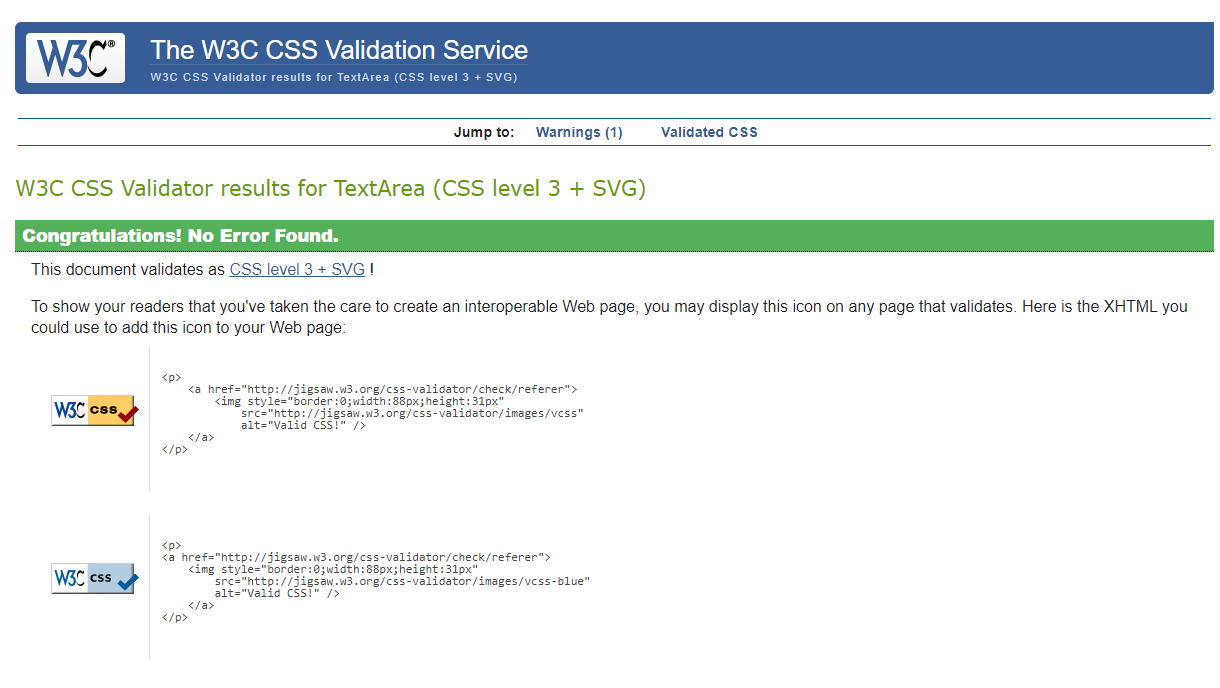 W3C®
The W3C CSS Validation Service
W3C CSS Validator results for TextArea (CSS level 3 + SVG)
Jump to: Warnings (1) Validated CSS
W3C CSS Validator results for TextArea (CSS level 3 + SVG)
Congratulations! No Error Found.
This document validates as CSS level 3 + SVG !
To show your readers that you've taken the care to create an interoperable Web page, you may display this icon on any page that validates. Here is the XHTML you
could use to add this icon to your Web page:
W3C css
<p>
    <a href="http://jigsaw.w3.org/css-validator/check/referer">
        <img style="border:0;width:88px;height:31px"
            src="http://jigsaw.w3.org/css-validator/images/vcss"
            alt="Valid CSS!" />
    </a>
</p>
W3C css
<p>
<a href="http://jigsaw.w3.org/css-validator/check/referer">
    <img style="border:0;width:88px;height:31px"
        src="http://jigsaw.w3.org/css-validator/images/vcss-blue"
        alt="Valid CSS!" />
    </a>
</p>